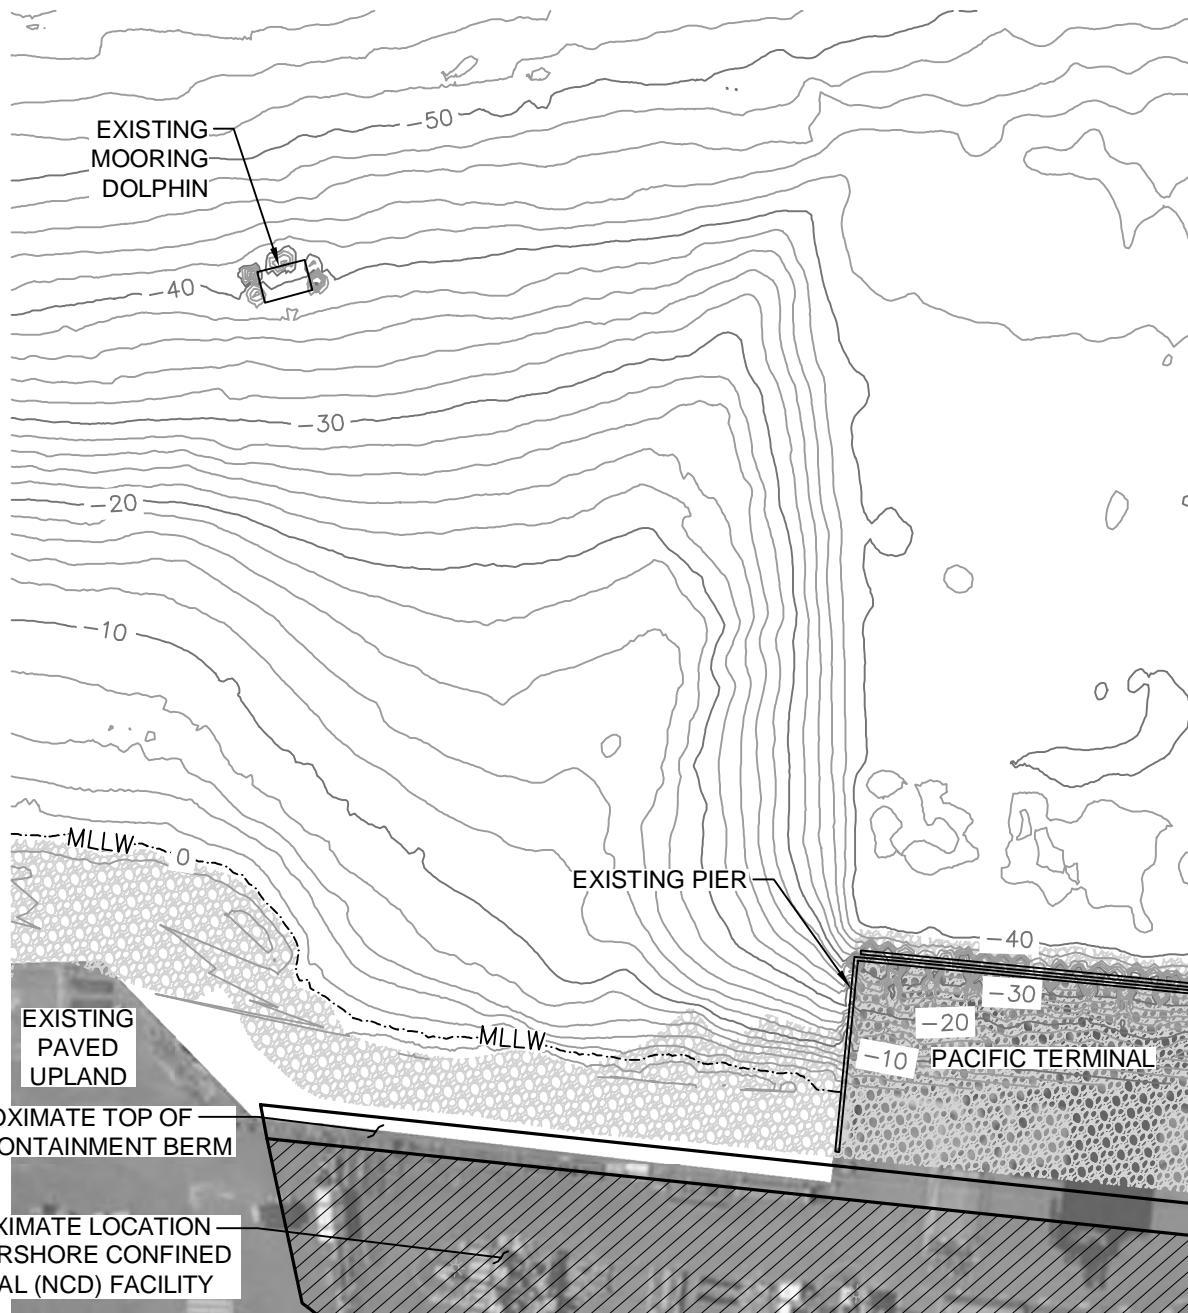 -50
EXISTING
MOORING
DOLPHIN
-40
-30
-20
-10
MLLW
0
EXISTING PIER
-40
-30
-20
-10
PACIFIC TERMINAL
MLLW
EXISTING
PAVED
UPLAND
OXIMATE TOP OF
ONTAINMENT BERM
XIMATE LOCATION
RSHORE CONFINED
AL (NCD) FACILITY